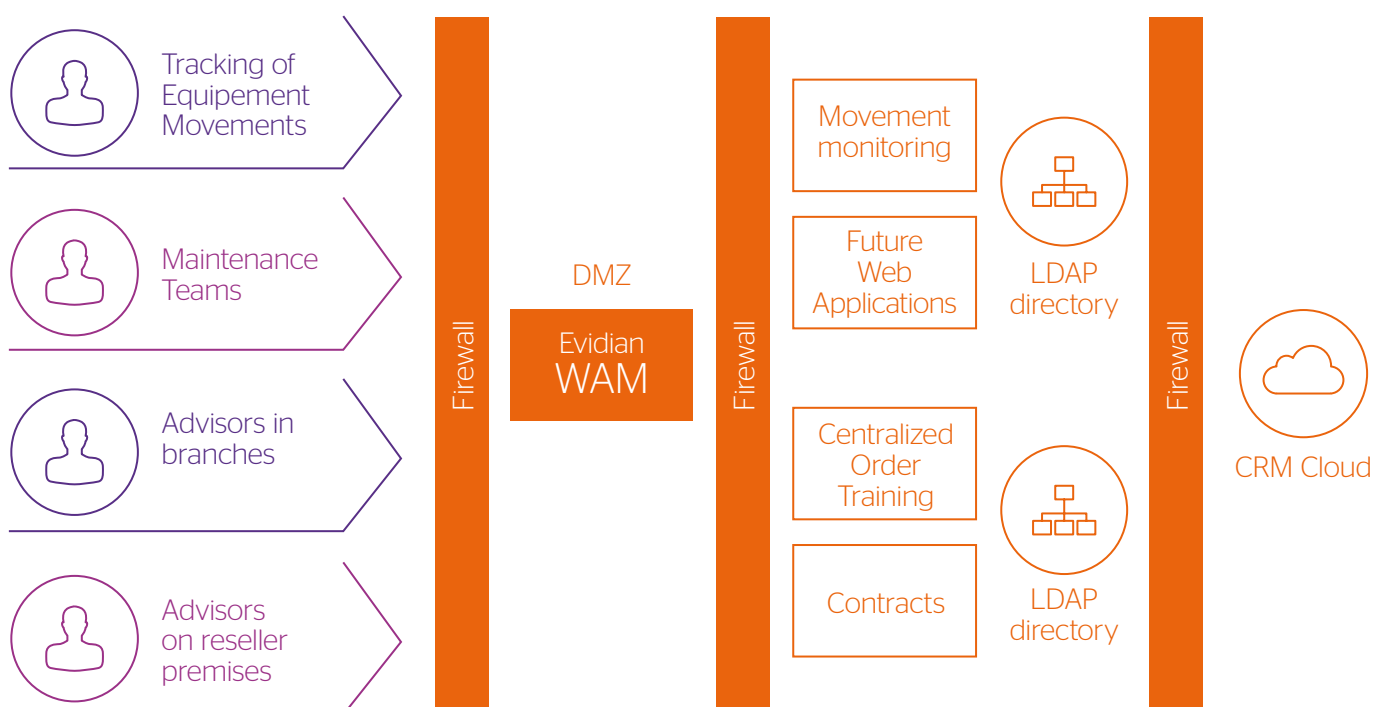 Tracking of
Equipement
Movements
Maintenance
Teams
Advisors in
branches
Advisors
on reseller
premises
Firewall
DMZ
Evidian
WAM
Firewall
Movement
monitoring
Future
Web
Applications
LDAP
directory
Centralized
Order
Training
Contracts
LDAP
directory
Firewall
CRM Cloud